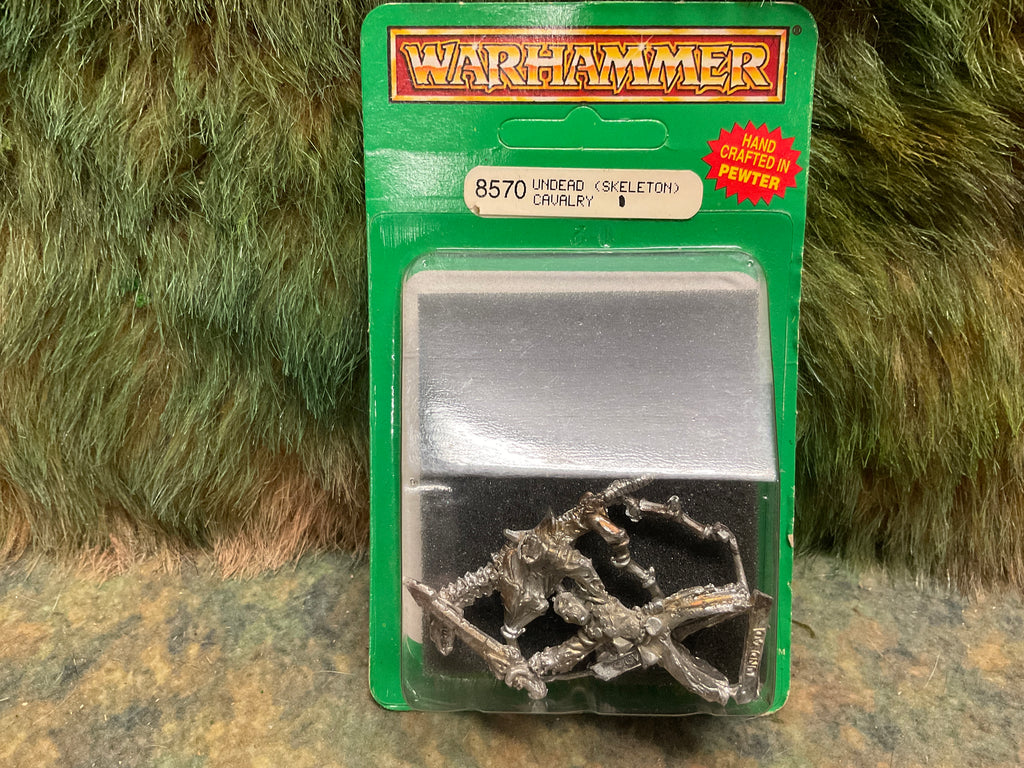 WARHAMMER®
HAND
CRAFTED IN
PEWTER
8570 UNDEAD (SKELETON)
CAVALRY